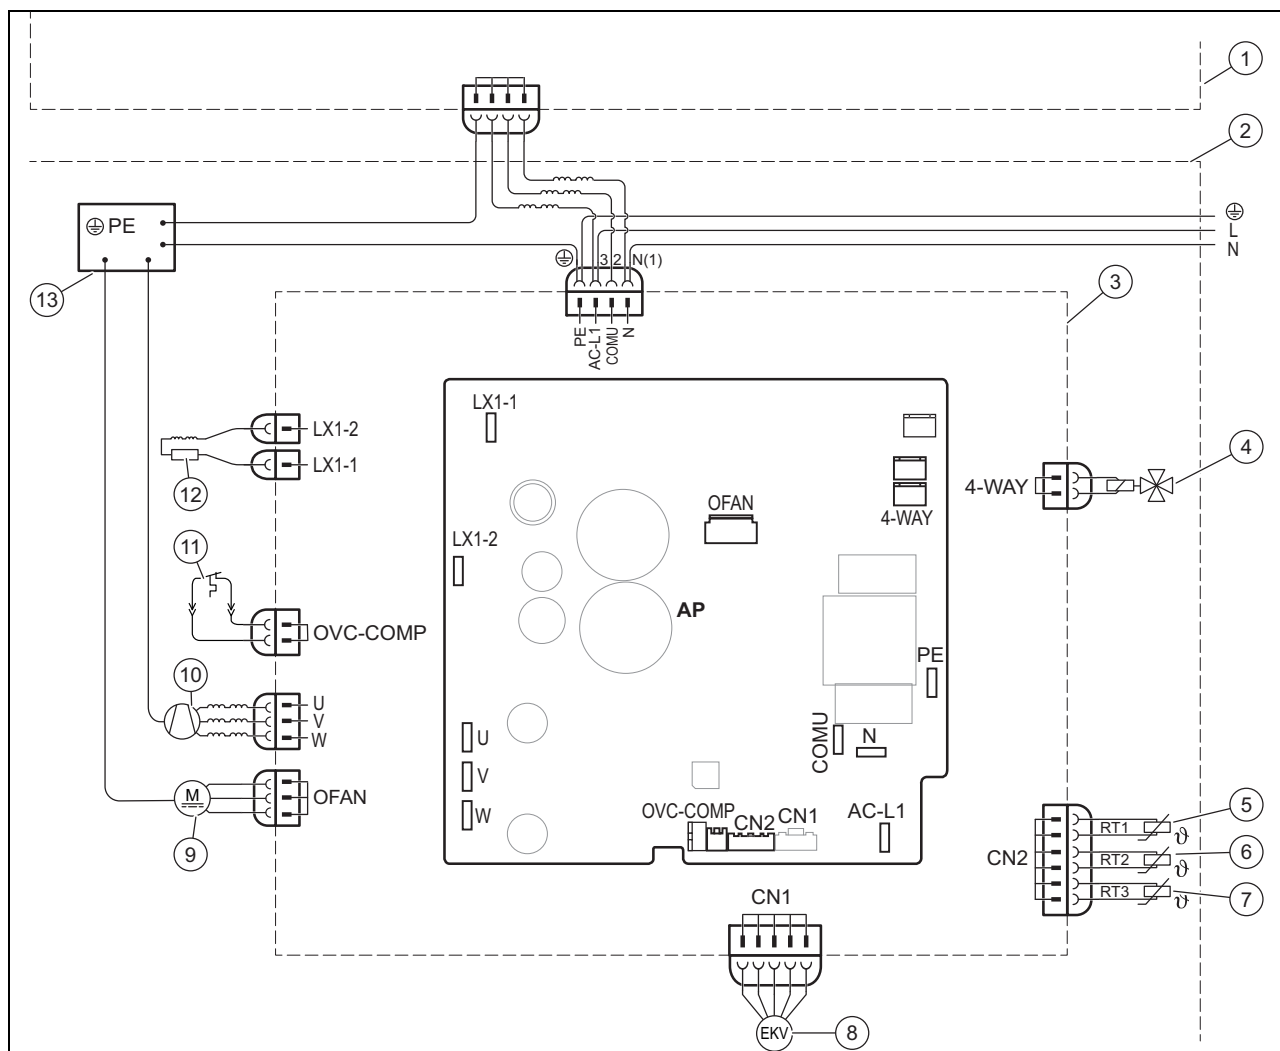 1
2
PE
L
N
3 2 N(1)
13
3
PE
AC-L1
COMU
N
LX1-1
LX1-2
LX1-1
12
4-WAY
4
OFAN
4-WAY
LX1-2
11
AP
OVC-COMP
PE
10
U
V
W
COMU
N
U
V
W
OFAN
M
9
OVC-COMP
CN2
CN1
AC-L1
RT1
5
CN2
RT2
6
RT3
7
ϑ
ϑ
ϑ
CN1
EKV
8